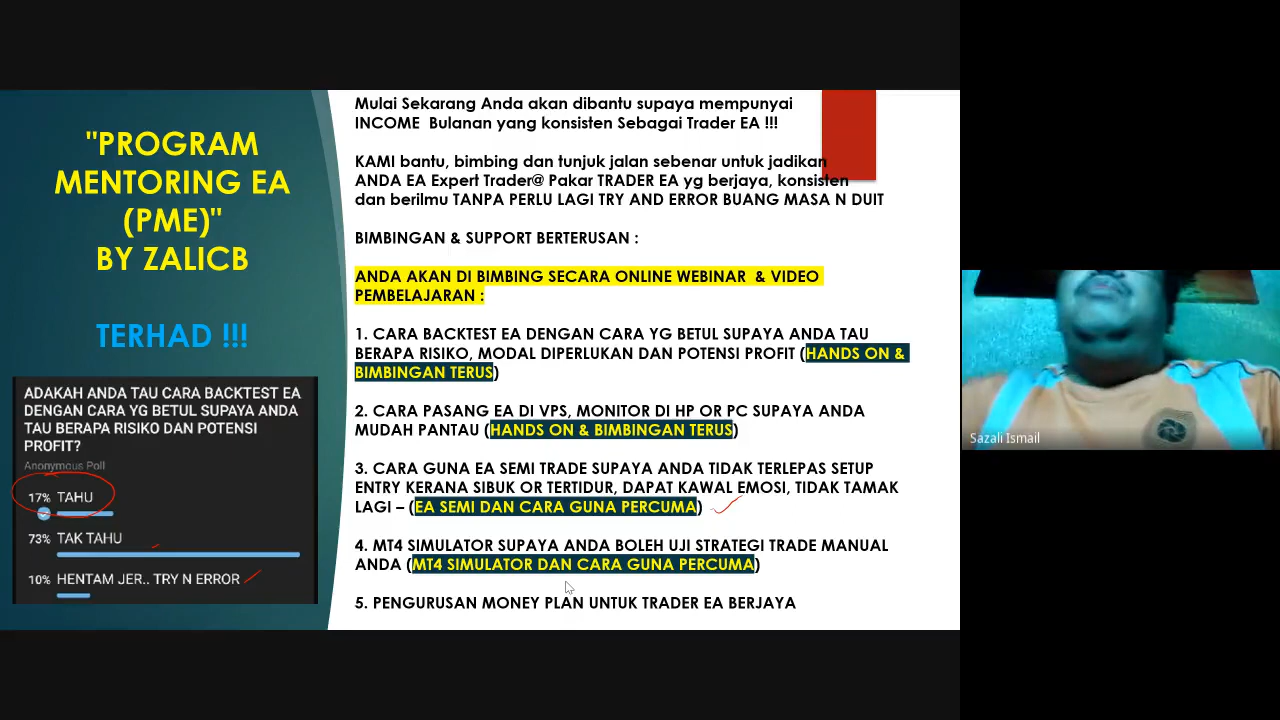 "PROGRAM
MENTORING EA
(PME)"
BY ZALICB
TERHAD !!!
ADAKAH ANDA TAU CARA BACKTEST EA
DENGAN CARA YG BETUL SUPAYA ANDA
TAU BERAPA RISIKO DAN POTENSI
PROFIT?
Anonymous Poll
17% TAHU
73% TAK TAHU
10% HENTAM JER.. TRY N ERROR
Mulai Sekarang Anda akan dibantu supaya mempunyai
INCOME Bulanan yang konsisten Sebagai Trader EA !!!
KAMI bantu, bimbing dan tunjuk jalan sebenar untuk jadikan
ANDA EA Expert Trader@ Pakar TRADER EA yg berjaya, konsisten
dan berilmu TANPA PERLU LAGI TRY AND ERROR BUANG MASA N DUIT
BIMBINGAN & SUPPORT BERTERUSAN :
ANDA AKAN DI BIMBING SECARA ONLINE WEBINAR & VIDEO
PEMBELAJARAN :
1. CARA BACKTEST EA DENGAN CARA YG BETUL SUPAYA ANDA TAU
BERAPA RISIKO, MODAL DIPERLUKAN DAN POTENSI PROFIT (HANDS ON &
BIMBINGAN TERUS)
2. CARA PASANG EA DI VPS, MONITOR DI HP OR PC SUPAYA ANDA
MUDAH PANTAU (HANDS ON & BIMBINGAN TERUS)
3. CARA GUNA EA SEMI TRADE SUPAYA ANDA TIDAK TERLEPAS SETUP
ENTRY KERANA SIBUK OR TERTIDUR, DAPAT KAWAL EMOSI, TIDAK TAMAK
LAGI – (EA SEMI DAN CARA GUNA PERCUMA)
4. MT4 SIMULATOR SUPAYA ANDA BOLEH UJI STRATEGI TRADE MANUAL
ANDA (MT4 SIMULATOR DAN CARA GUNA PERCUMA)
5. PENGURUSAN MONEY PLAN UNTUK TRADER EA BERJAYA
Sazali Ismail